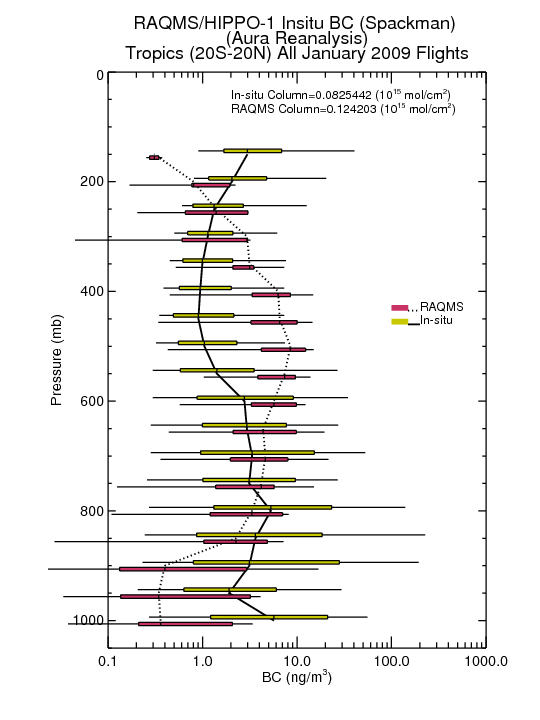 RAQMS/HIPPO-1 Insitu BC (Spackman)
(Aura Reanalysis)
Tropics (20S-20N) All January 2009 Flights
In-situ Column=0.0825442 (10¹⁵ mol/cm²)
RAQMS Column=0.124203 (10¹⁵ mol/cm²)
0
200
400
600
800
1000
Pressure (mb)
RAQMS
In-situ
0.1 1.0 10.0 100.0 1000.0
BC (ng/m³)